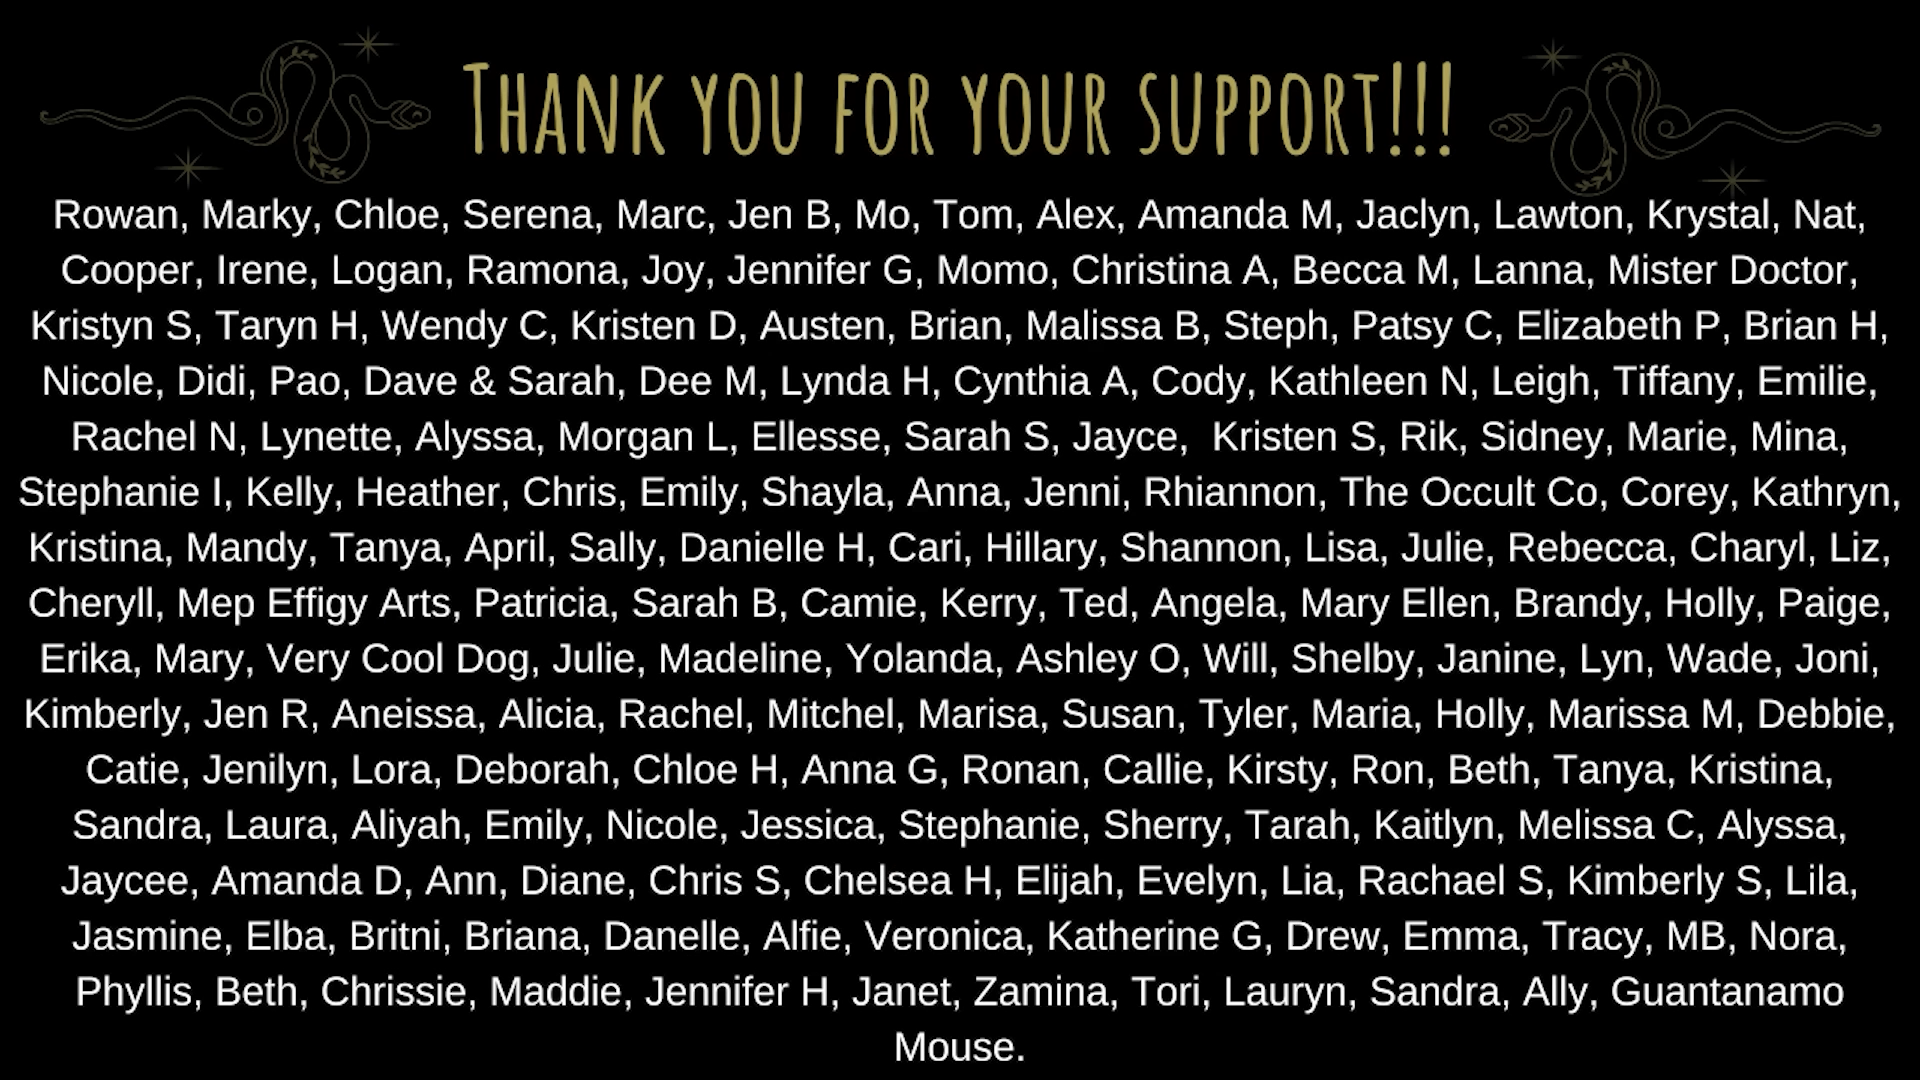 Thank you for your support!!!
Rowan, Marky, Chloe, Serena, Marc, Jen B, Mo, Tom, Alex, Amanda M, Jaclyn, Lawton, Krystal, Nat,
Cooper, Irene, Logan, Ramona, Joy, Jennifer G, Momo, Christina A, Becca M, Lanna, Mister Doctor,
Kristyn S, Taryn H, Wendy C, Kristen D, Austen, Brian, Malissa B, Steph, Patsy C, Elizabeth P, Brian H,
Nicole, Didi, Pao, Dave & Sarah, Dee M, Lynda H, Cynthia A, Cody, Kathleen N, Leigh, Tiffany, Emilie,
Rachel N, Lynette, Alyssa, Morgan L, Ellesse, Sarah S, Jayce,  Kristen S, Rik, Sidney, Marie, Mina,
Stephanie I, Kelly, Heather, Chris, Emily, Shayla, Anna, Jenni, Rhiannon, The Occult Co, Corey, Kathryn,
Kristina, Mandy, Tanya, April, Sally, Danielle H, Cari, Hillary, Shannon, Lisa, Julie, Rebecca, Charyl, Liz,
Cheryll, Mep Effigy Arts, Patricia, Sarah B, Camie, Kerry, Ted, Angela, Mary Ellen, Brandy, Holly, Paige,
Erika, Mary, Very Cool Dog, Julie, Madeline, Yolanda, Ashley O, Will, Shelby, Janine, Lyn, Wade, Joni,
Kimberly, Jen R, Aneissa, Alicia, Rachel, Mitchel, Marisa, Susan, Tyler, Maria, Holly, Marissa M, Debbie,
Catie, Jenilyn, Lora, Deborah, Chloe H, Anna G, Ronan, Callie, Kirsty, Ron, Beth, Tanya, Kristina,
Sandra, Laura, Aliyah, Emily, Nicole, Jessica, Stephanie, Sherry, Tarah, Kaitlyn, Melissa C, Alyssa,
Jaycee, Amanda D, Ann, Diane, Chris S, Chelsea H, Elijah, Evelyn, Lia, Rachael S, Kimberly S, Lila,
Jasmine, Elba, Britni, Briana, Danelle, Alfie, Veronica, Katherine G, Drew, Emma, Tracy, MB, Nora,
Phyllis, Beth, Chrissie, Maddie, Jennifer H, Janet, Zamina, Tori, Lauryn, Sandra, Ally, Guantanamo
Mouse.